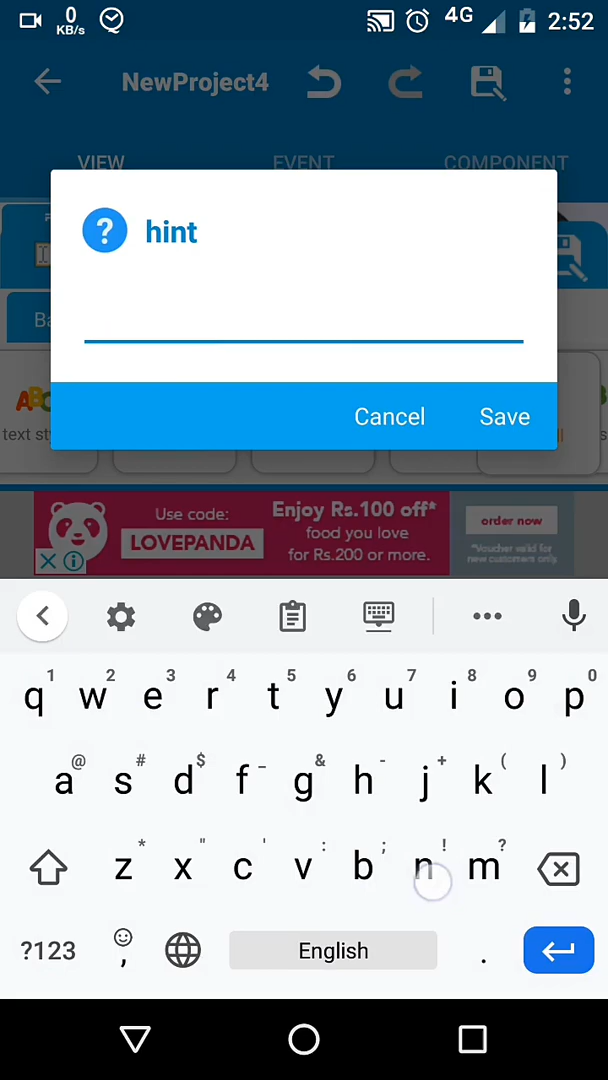 0
KB/s
4G
2:52
NewProject4
VIEW EVENT COMPONENT
hint
Ba
Cancel Save
text st
Use code:
LOVEPANDA
Enjoy Rs.100 off*
food you love
for Rs.200 or more.
order now
*Voucher valid for
new customers only.
1 2 3 4 5 6 7 8 9 0
q w e r t y u i o p
@ # $ _ & - + ( )
a s d f g h j k l
* " ' : ; ! ?
z x c v b n m
?123 , English .